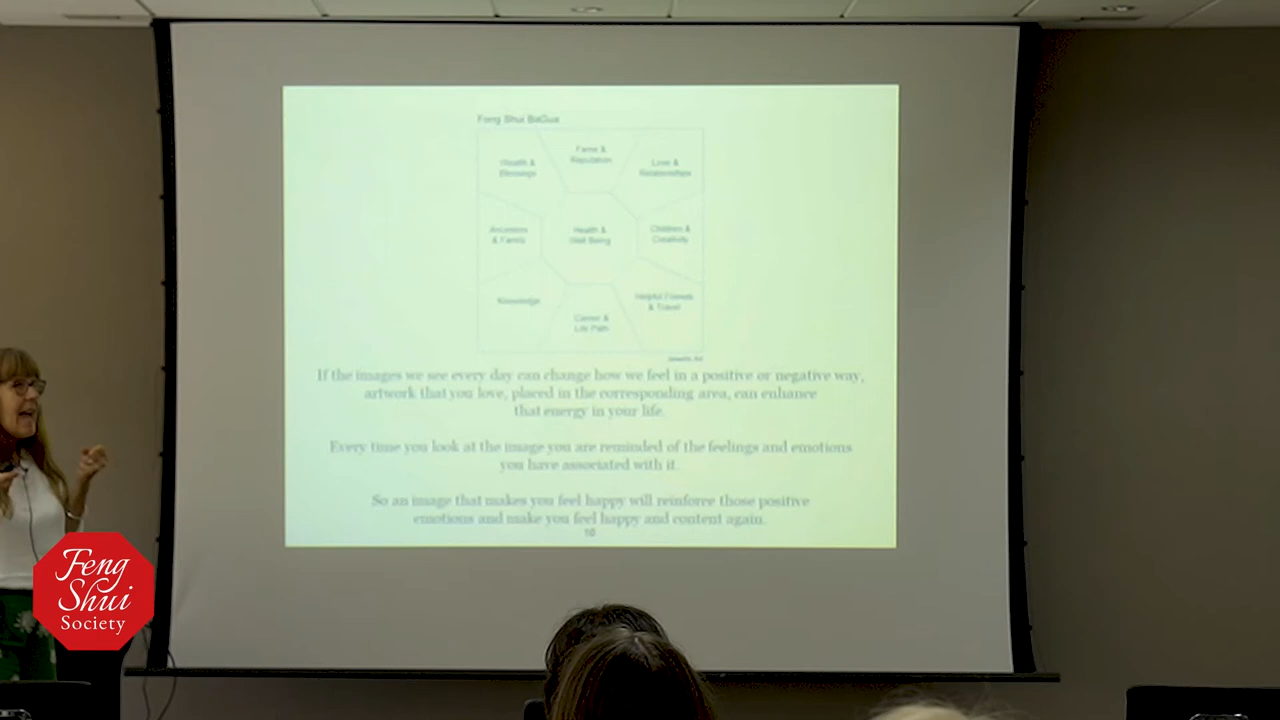 Feng Shui BaGua
Fame &
Reputation
Wealth &
Blessings
Love &
Relationships
Ancestors
& Family
Health &
Well Being
Children &
Creativity
Knowledge
Helpful Friends
& Travel
Career &
Life Path
If the images we see every day can change how we feel in a positive or negative way,
artwork that you love, placed in the corresponding area, can enhance
that energy in your life.
Every time you look at the image you are reminded of the feelings and emotions
you have associated with it.
So an image that makes you feel happy will reinforce those positive
emotions and make you feel happy and content again.
10
Feng
Shui
Society